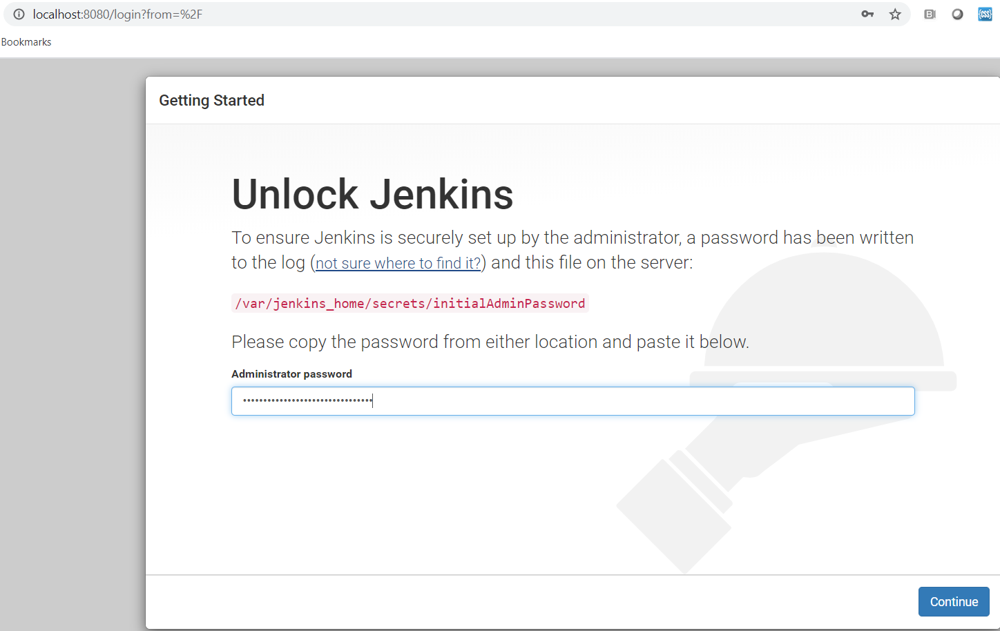 localhost:8080/login?from=%2F
Bookmarks
Getting Started
Unlock Jenkins
To ensure Jenkins is securely set up by the administrator, a password has been written
to the log (not sure where to find it?) and this file on the server:
/var/jenkins_home/secrets/initialAdminPassword
Please copy the password from either location and paste it below.
Administrator password
••••••••••••••••••••••••••••••••
Continue